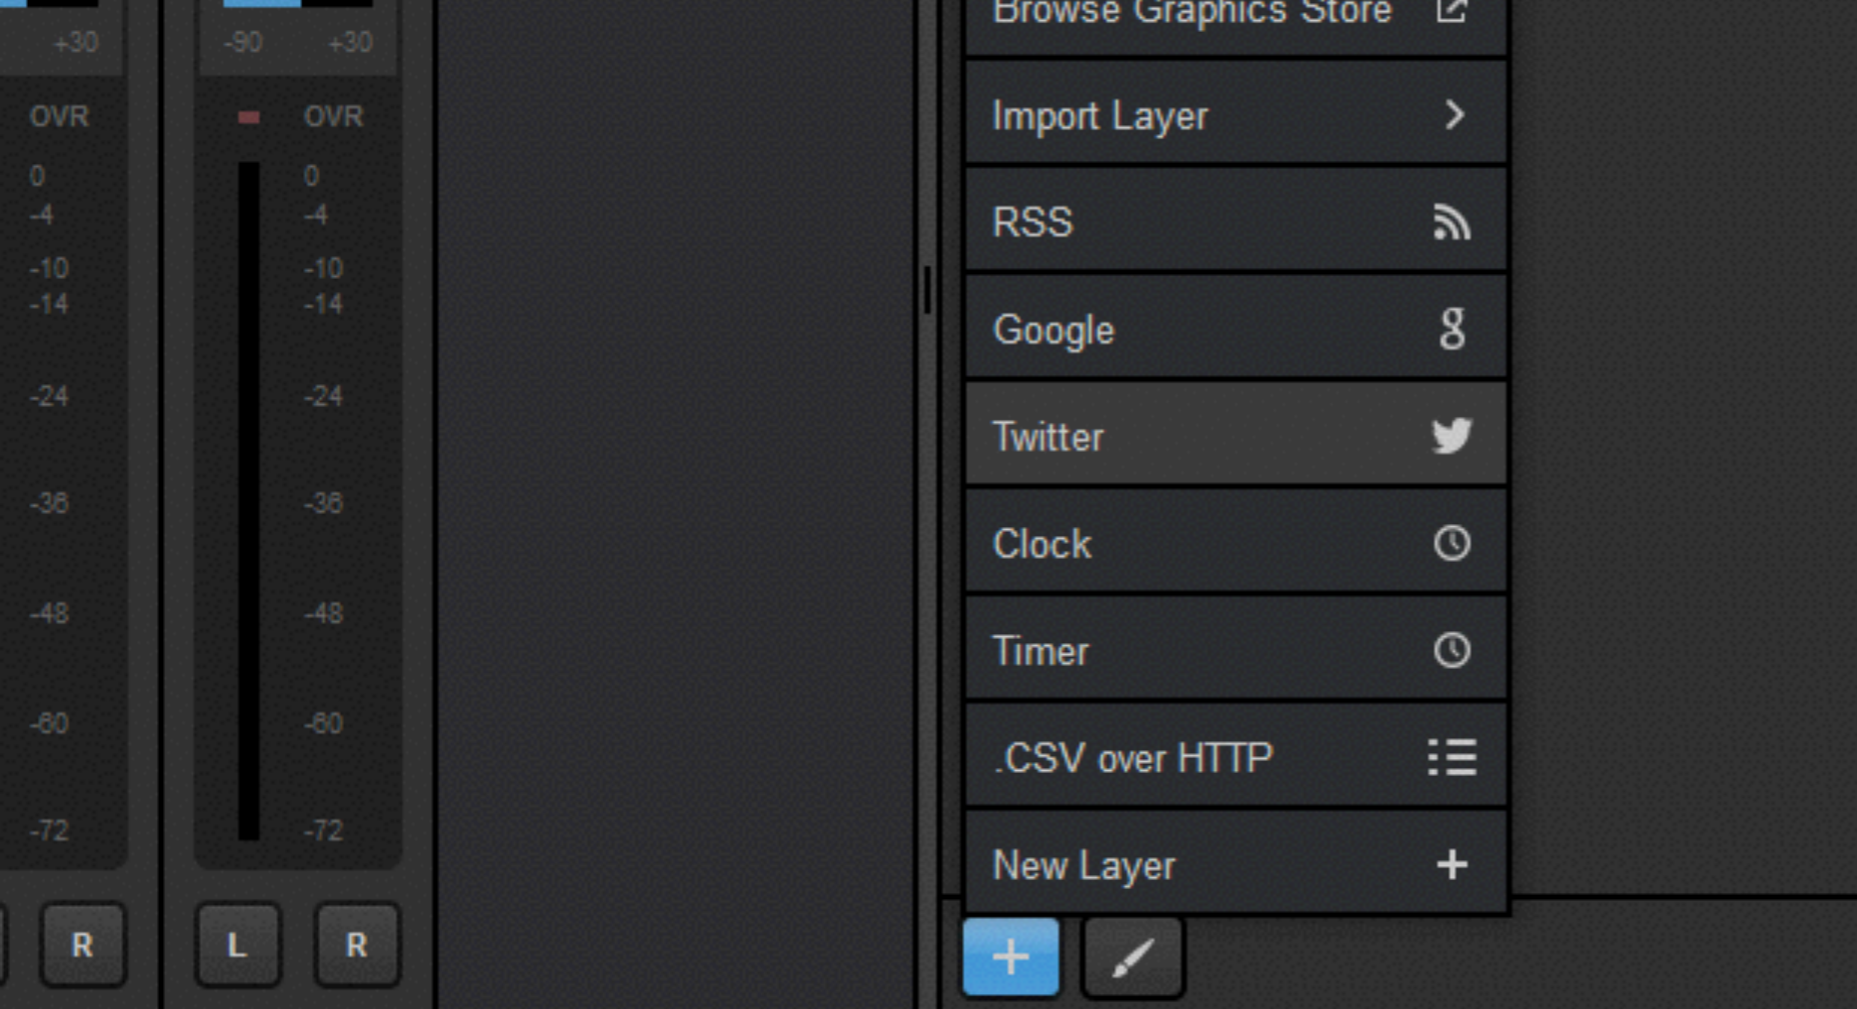 +30
-90 +30
OVR
0
-4
-10
-14
-24
-36
-48
-60
-72
R
OVR
0
-4
-10
-14
-24
-36
-48
-60
-72
L R
Browse Graphics Store
Import Layer
RSS
Google
Twitter
Clock
Timer
.CSV over HTTP
New Layer